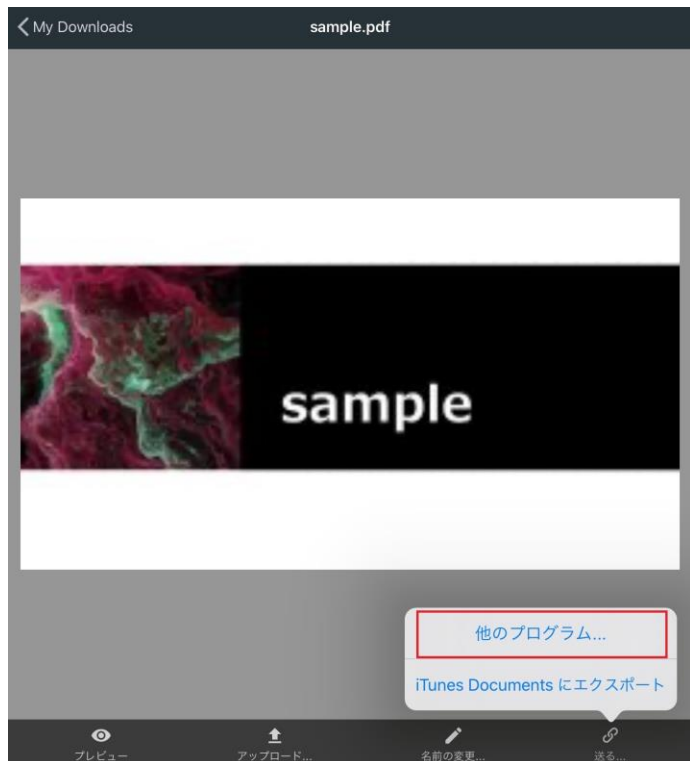 My Downloads
sample.pdf
sample
他のプログラム...
iTunes Documents にエクスポート
プレビュー
アップロード...
名前の変更...
送る...